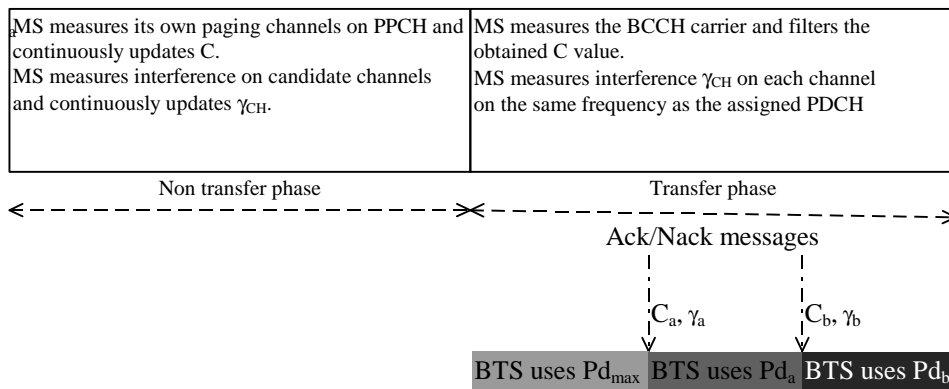 MS measures its own paging channels on PPCH and
continuously updates C.
MS measures interference on candidate channels
and continuously updates γCH.
MS measures the BCCH carrier and filters the
obtained C value.
MS measures interference γCH on each channel
on the same frequency as the assigned PDCH
Non transfer phase
Transfer phase
Ack/Nack messages
Ca, γa
Cb, γb
BTS uses Pdmax
BTS uses Pda
BTS uses Pdb